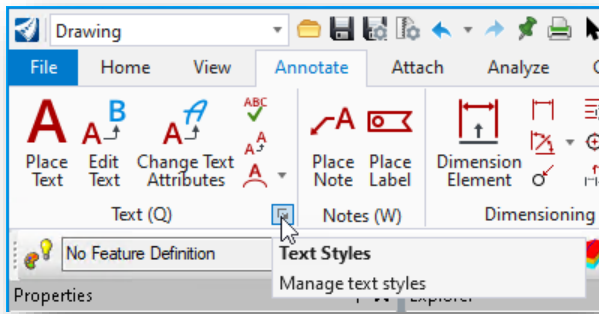 Drawing
File Home View Annotate Attach Analyze
A A B A ABC
Place Text Edit Text Change Text Attributes Place Note Place Label Dimension Element
Text (Q) Notes (W) Dimensioning
No Feature Definition
Text Styles
Manage text styles
Properties